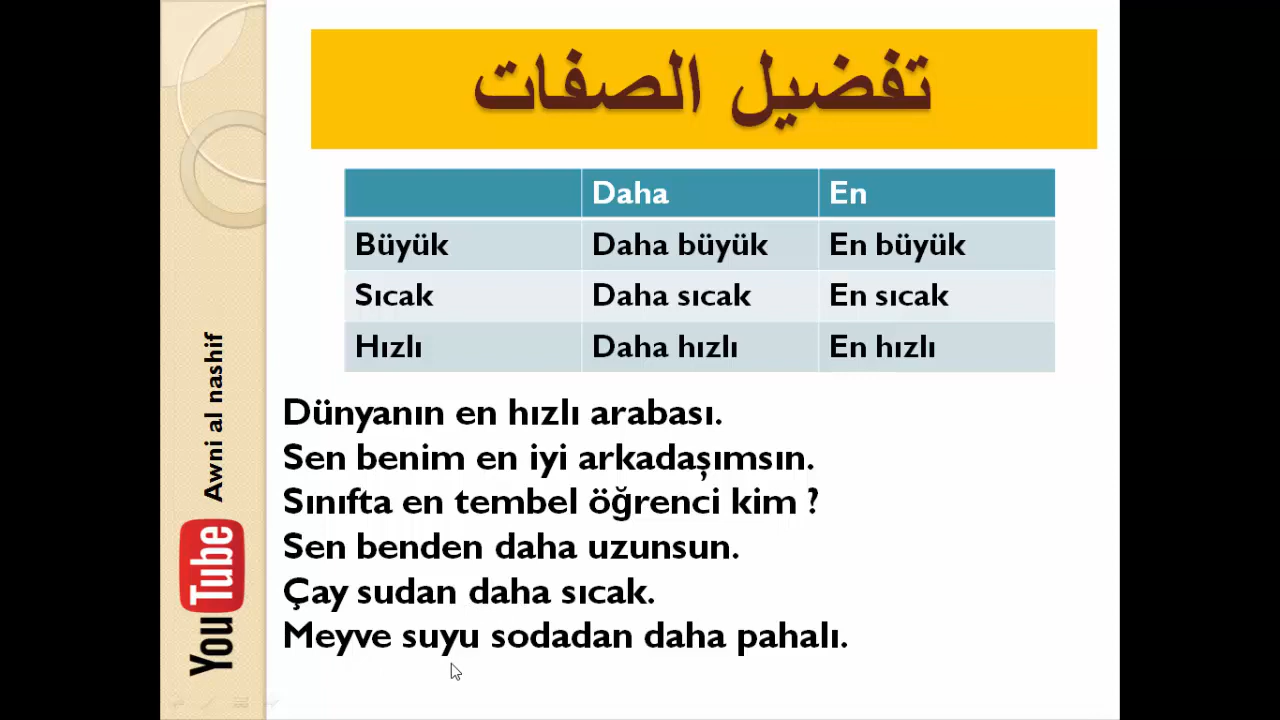 تفضيل الصفات
Daha En
Büyük Daha büyük En büyük
Sıcak Daha sıcak En sıcak
Hızlı Daha hızlı En hızlı
Dünyanın en hızlı arabası.
Sen benim en iyi arkadaşımsın.
Sınıfta en tembel öğrenci kim ?
Sen benden daha uzunsun.
Çay sudan daha sıcak.
Meyve suyu sodadan daha pahalı.
YouTube Awni al nashif